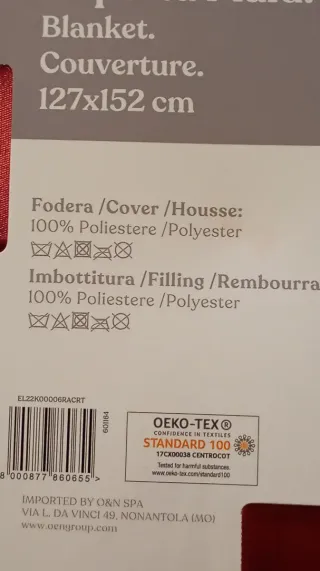 Blanket.
Couverture.
127x152 cm
Fodera /Cover /Housse:
100% Poliestere /Polyester
Imbottitura /Filling /Rembourra
100% Poliestere /Polyester
EL22K00006RACRT
601164
8 000877 860655 >
OEKO-TEX®
CONFIDENCE IN TEXTILES
STANDARD 100
17CX00038 CENTROCOT
Tested for harmful substances.
www.oeko-tex.com/standard100
IMPORTED BY O&N SPA
VIA L. DA VINCI 49, NONANTOLA (MO)
www.oengroup.com